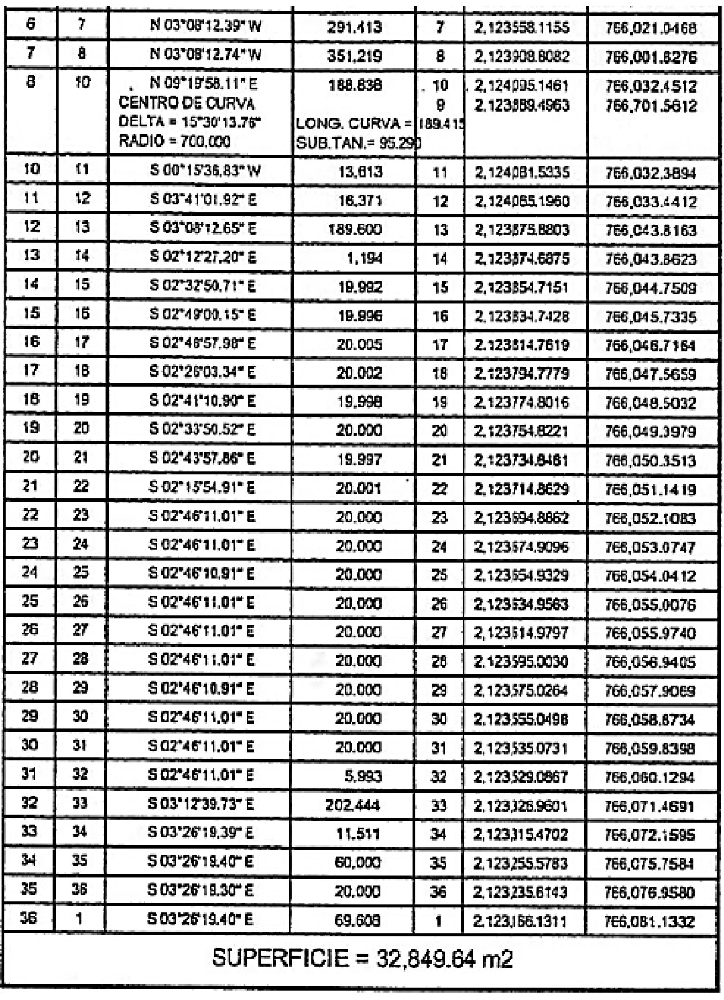 6 7 N 03°08'12.39" W 291.413 7 2,123558.1155 766,021.0468
7 8 N 03°08'12.74" W 351.219 8 2,123908.8082 766,001.8276
8 10 N 09°19'58.11" E 188.838 10 2,124095.1461 766,032.4512
CENTRO DE CURVA 9 2.123889.4963 766,701.5612
DELTA = 15°30'13.76" LONG. CURVA = 189.415
RADIO = 700.000 SUB.TAN.= 95.290
10 11 S 00°15'36.83" W 13.613 11 2,124081.5335 766,032.3894
11 12 S 03°41'01.92" E 16.371 12 2,124065.1960 766,033.4412
12 13 S 03°08'12.65" E 189.600 13 2,123875.8803 766,043.8163
13 14 S 02°12'27.20" E 1.194 14 2,123874.6875 766,043.8623
14 15 S 02°32'50.71" E 19.992 15 2,123854.7151 766,044.7509
15 16 S 02°49'00.15" E 19.996 16 2,123834.7428 766,045.7335
16 17 S 02°48'57.98" E 20.005 17 2.123814.7619 766,046.7164
17 18 S 02°26'03.34" E 20.002 18 2,123794.7779 766,047.5659
18 19 S 02°41'10.90" E 19.998 19 2,123774.8016 766,048.5032
19 20 S 02°33'50.52" E 20.000 20 2,123754.8221 766,049.3979
20 21 S 02°43'57.86" E 19.997 21 2,123734.8481 766,050.3513
21 22 S 02°15'54.91" E 20.001 22 2,123714.8629 766,051.1419
22 23 S 02°46'11.01" E 20.000 23 2,123694.8862 766,052.1083
23 24 S 02°46'11.01" E 20.000 24 2,123674.9096 766,053.0747
24 25 S 02°46'10.91" E 20.000 25 2,123654.9329 766,054.0412
25 26 S 02°46'11.01" E 20.000 26 2,123634.9563 766,055.0076
26 27 S 02°46'11.01" E 20.000 27 2,123614.9797 766,055.9740
27 28 S 02°46'11.01" E 20.000 28 2.123595.0030 766,056.9405
28 29 S 02°46'10.91" E 20.000 29 2,123575.0264 766,057.9069
29 30 S 02°46'11.01" E 20.000 30 2,123555.0498 766,058.8734
30 31 S 02°46'11.01" E 20.000 31 2,123535.0731 766,059.8398
31 32 S 02°46'11.01" E 5.993 32 2,123529.0867 766,060.1294
32 33 S 03°12'39.73" E 202.444 33 2,123,326.9601 766,071.4691
33 34 S 03°26'19.39" E 11.511 34 2,123,315.4702 766,072.1595
34 35 S 03°26'19.40" E 60.000 35 2,123,255.5783 766,075.7584
35 36 S 03°26'19.30" E 20.000 36 2,123,235.6143 766,076.9580
36 1 S 03°26'19.40" E 69.608 1 2,123,166.1311 766,081.1332
SUPERFICIE = 32,849.64 m2